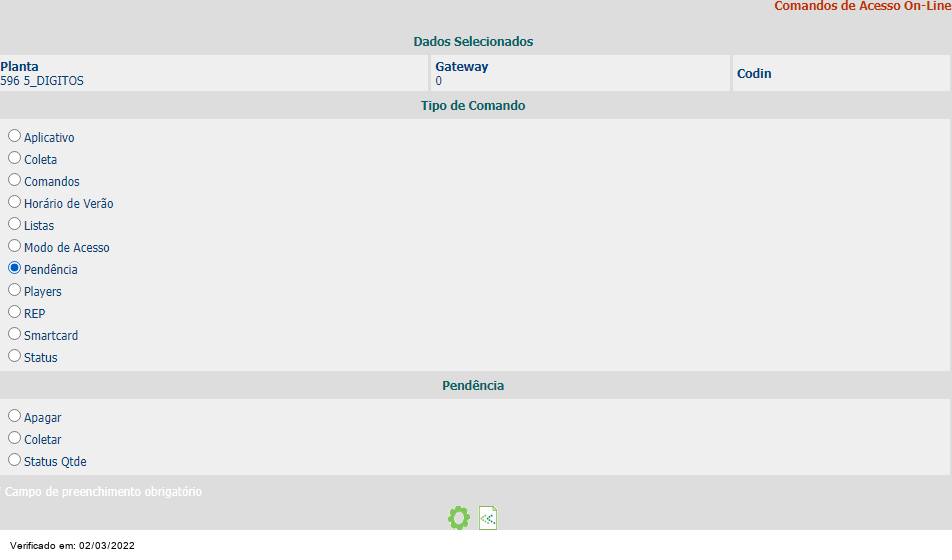 Comandos de Acesso On-Line
Dados Selecionados
Planta
596 5_DIGITOS
Gateway
0
Codin
Tipo de Comando
Aplicativo
Coleta
Comandos
Horário de Verão
Listas
Modo de Acesso
Pendência
Players
REP
Smartcard
Status
Pendência
Apagar
Coletar
Status Qtde
Campo de preenchimento obrigatório
Verificado em: 02/03/2022